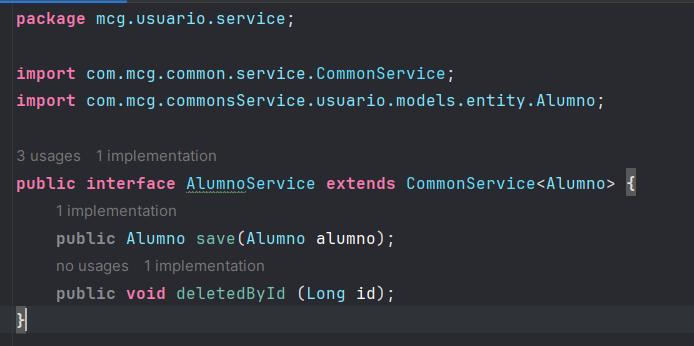 package mcg.usuario.service;
import com.mcg.common.service.CommonService;
import com.mcg.commonsService.usuario.models.entity.Alumno;
3 usages 1 implementation
public interface AlumnoService extends CommonService<Alumno> {
1 implementation
public Alumno save(Alumno alumno);
no usages 1 implementation
public void deletedById (Long id);
}